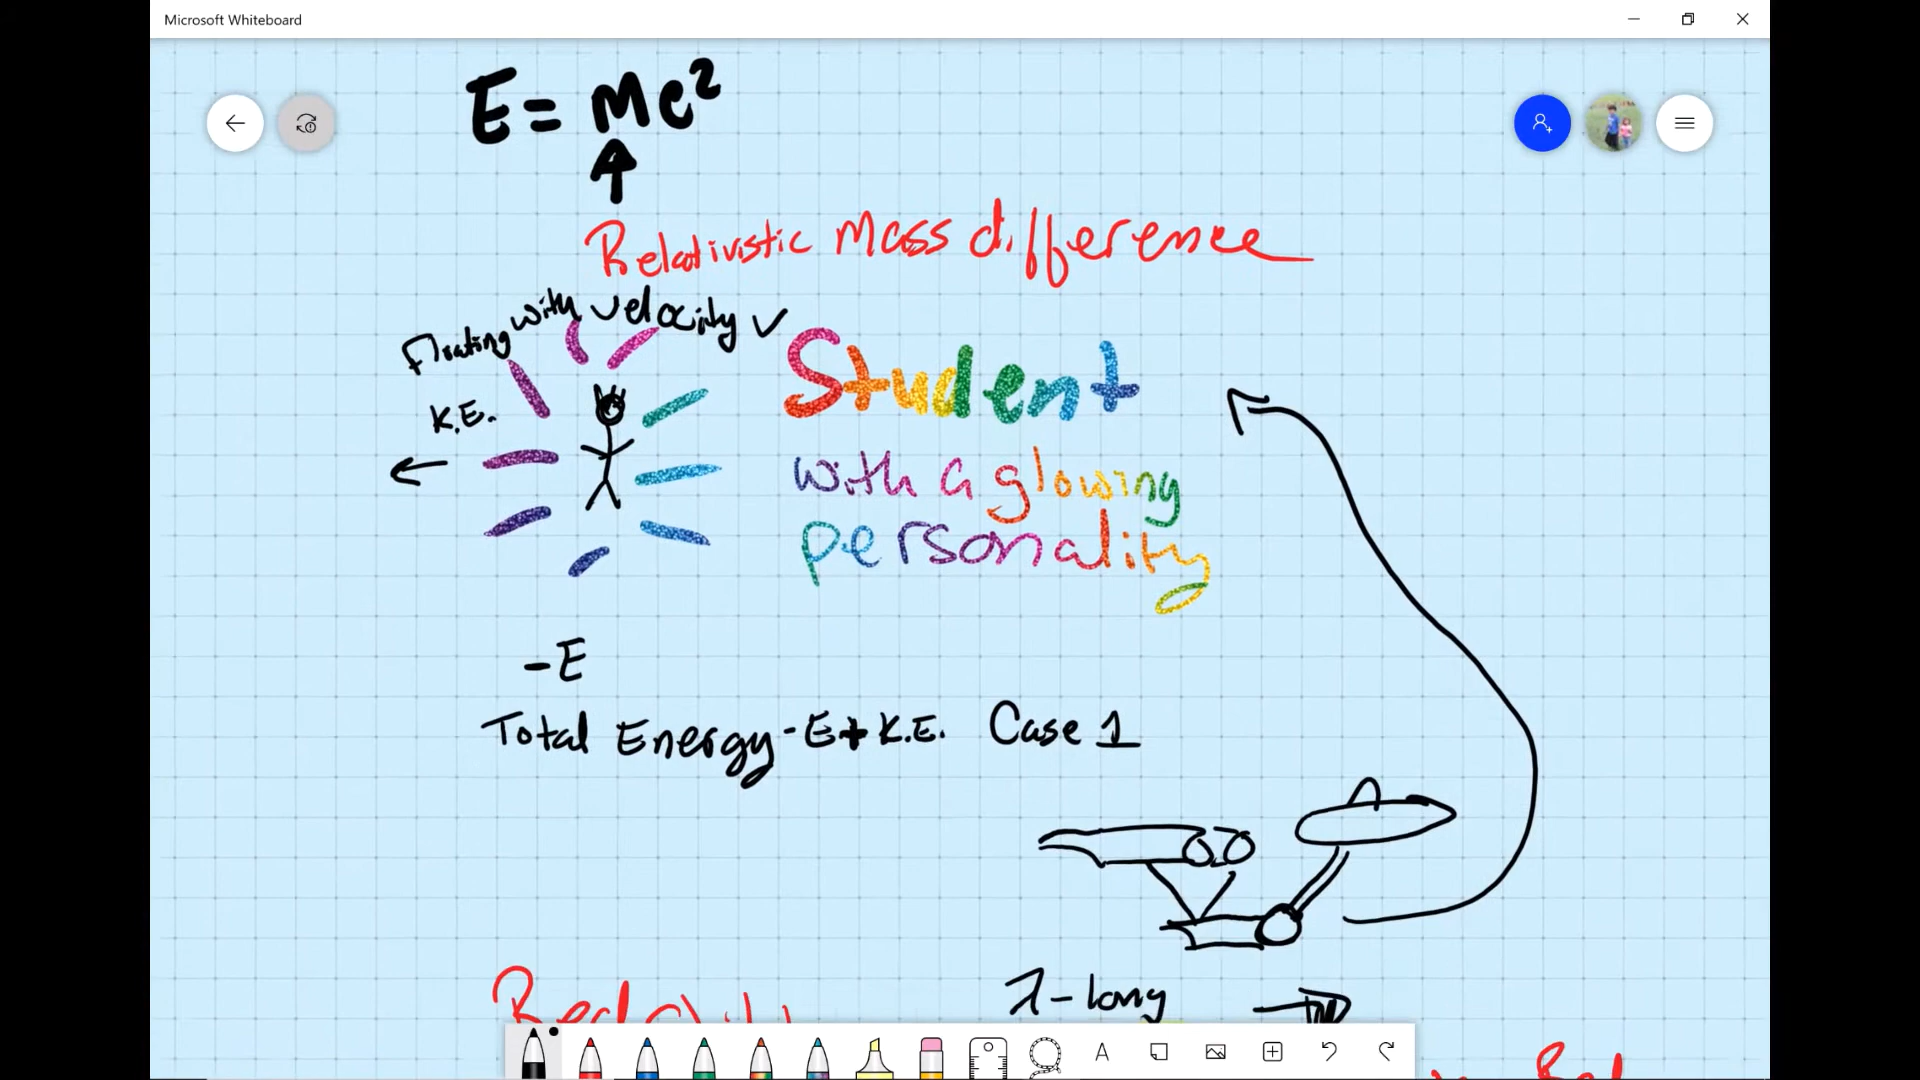 Microsoft Whiteboard
E = Mc²
Relativistic Mass difference
floating with velocity v
K.E.
Student
with a glowing
personality
-E
Total Energy - E + K.E. Case 1
λ - long